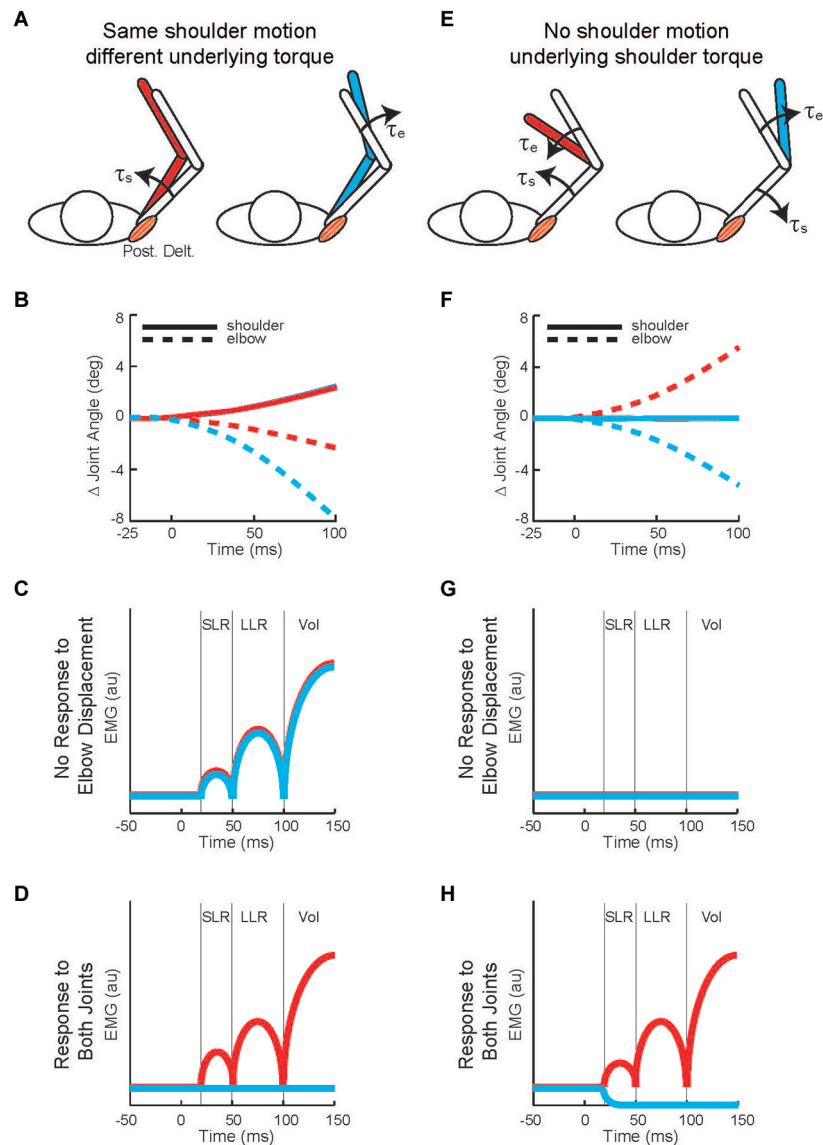 A
Same shoulder motion
different underlying torque
τs
τe
Post. Delt.
E
No shoulder motion
underlying shoulder torque
τe
τs
τe
τs
B
shoulder
elbow
Δ Joint Angle (deg)
8
4
0
-4
-8
-25 0 50 100
Time (ms)
F
shoulder
elbow
Δ Joint Angle (deg)
8
4
0
-4
-8
-25 0 50 100
Time (ms)
C
No Response to
Elbow Displacement
EMG (au)
SLR LLR Vol
-50 0 50 100 150
Time (ms)
G
No Response to
Elbow Displacement
EMG (au)
SLR LLR Vol
-50 0 50 100 150
Time (ms)
D
Response to
Both Joints
EMG (au)
SLR LLR Vol
-50 0 50 100 150
Time (ms)
H
Response to
Both Joints
EMG (au)
SLR LLR Vol
-50 0 50 100 150
Time (ms)